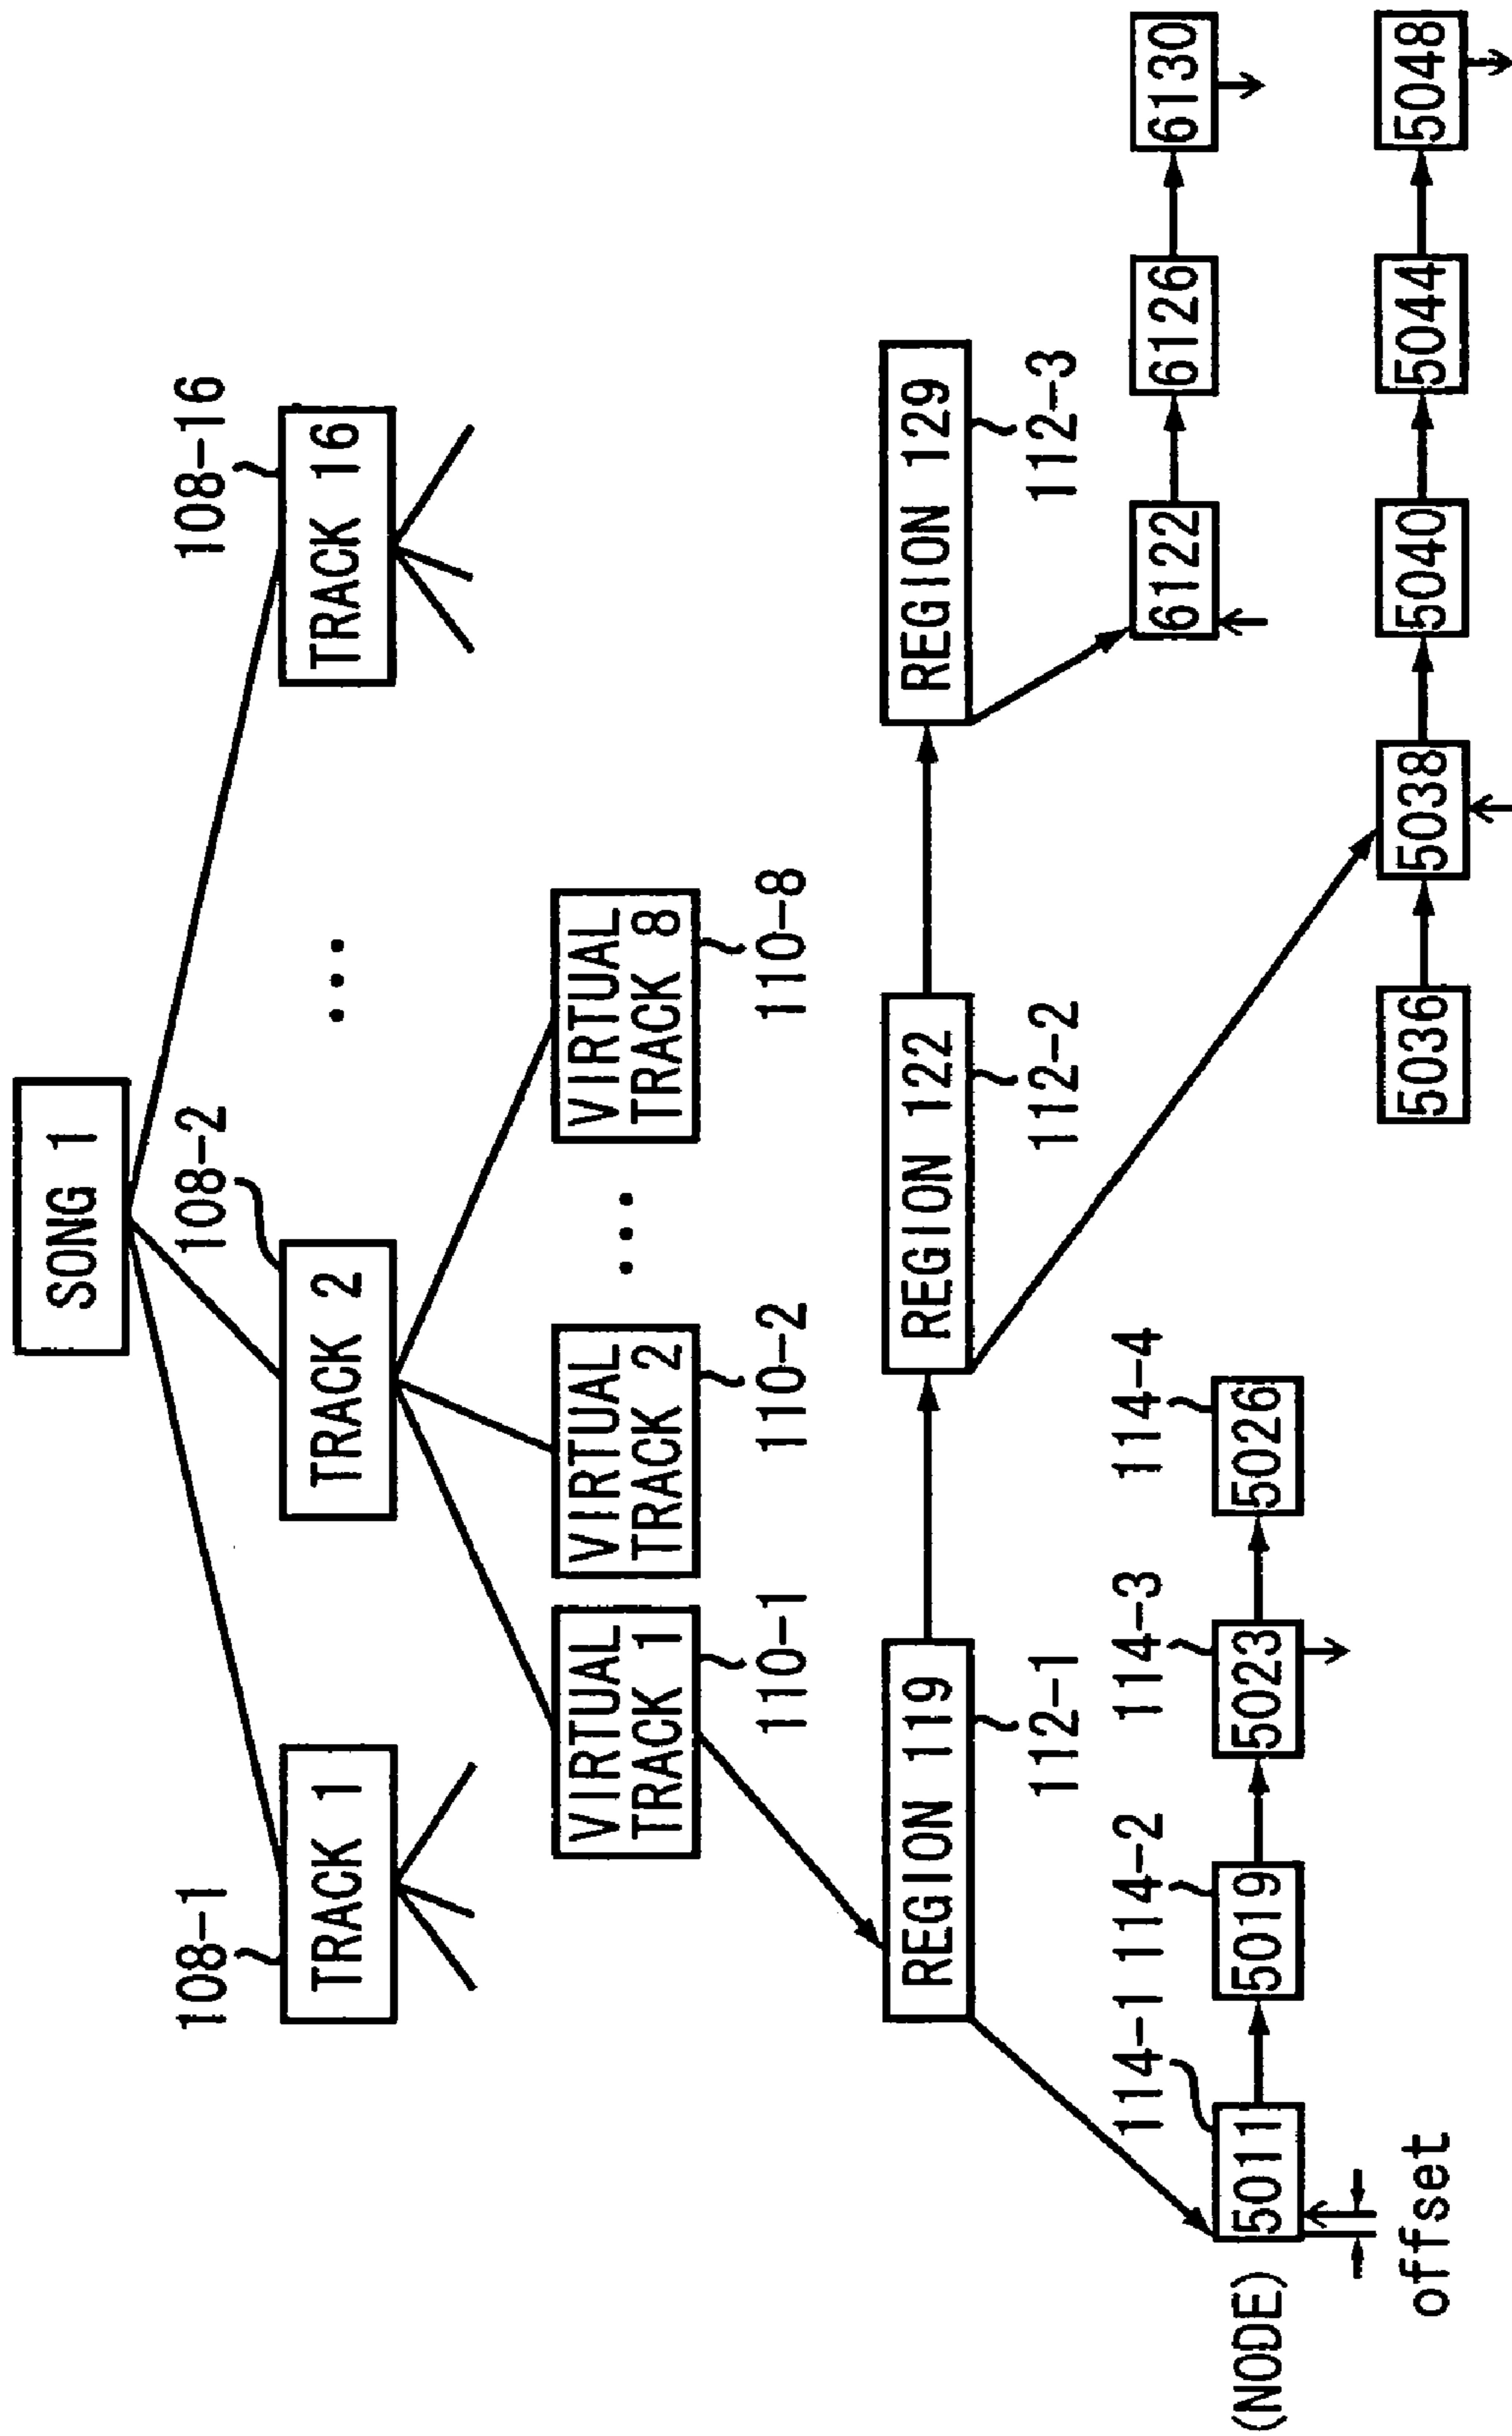 SONG 1
108-1
108-2
108-16
TRACK 1
TRACK 2
...
TRACK 16
VIRTUAL
TRACK 1
VIRTUAL
TRACK 2
...
VIRTUAL
TRACK 8
110-1
110-2
110-8
REGION 119
REGION 122
REGION 129
112-1
112-2
112-3
114-1
114-2
114-3
114-4
6122
6126
6130
(NODE)
5011
5019
5023
5026
5036
5038
5040
5044
5048
offset